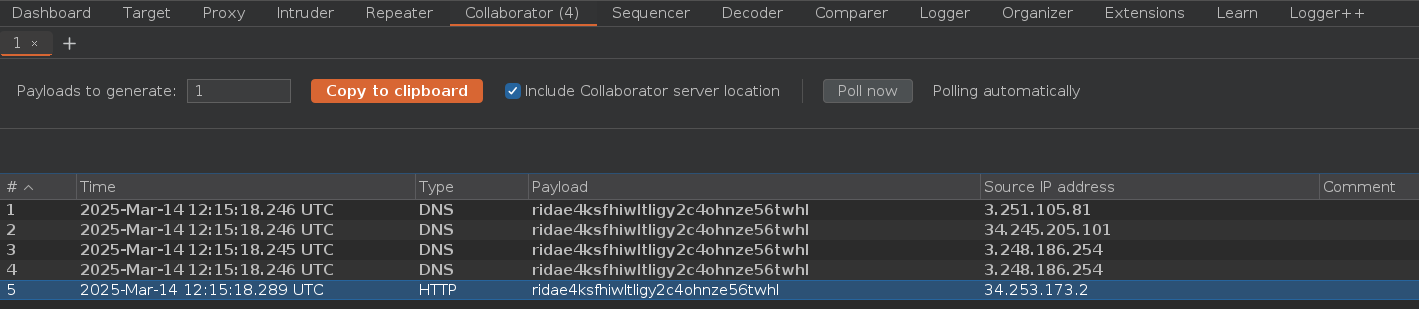 Dashboard Target Proxy Intruder Repeater Collaborator (4) Sequencer Decoder Comparer Logger Organizer Extensions Learn Logger++
1 × +
Payloads to generate: 1 Copy to clipboard Include Collaborator server location Poll now Polling automatically
# Time Type Payload Source IP address Comment
1 2025-Mar-14 12:15:18.246 UTC DNS ridae4ksfhiwltligy2c4ohnze56twhl 3.251.105.81
2 2025-Mar-14 12:15:18.246 UTC DNS ridae4ksfhiwltligy2c4ohnze56twhl 34.245.205.101
3 2025-Mar-14 12:15:18.245 UTC DNS ridae4ksfhiwltligy2c4ohnze56twhl 3.248.186.254
4 2025-Mar-14 12:15:18.246 UTC DNS ridae4ksfhiwltligy2c4ohnze56twhl 3.248.186.254
5 2025-Mar-14 12:15:18.289 UTC HTTP ridae4ksfhiwltligy2c4ohnze56twhl 34.253.173.2